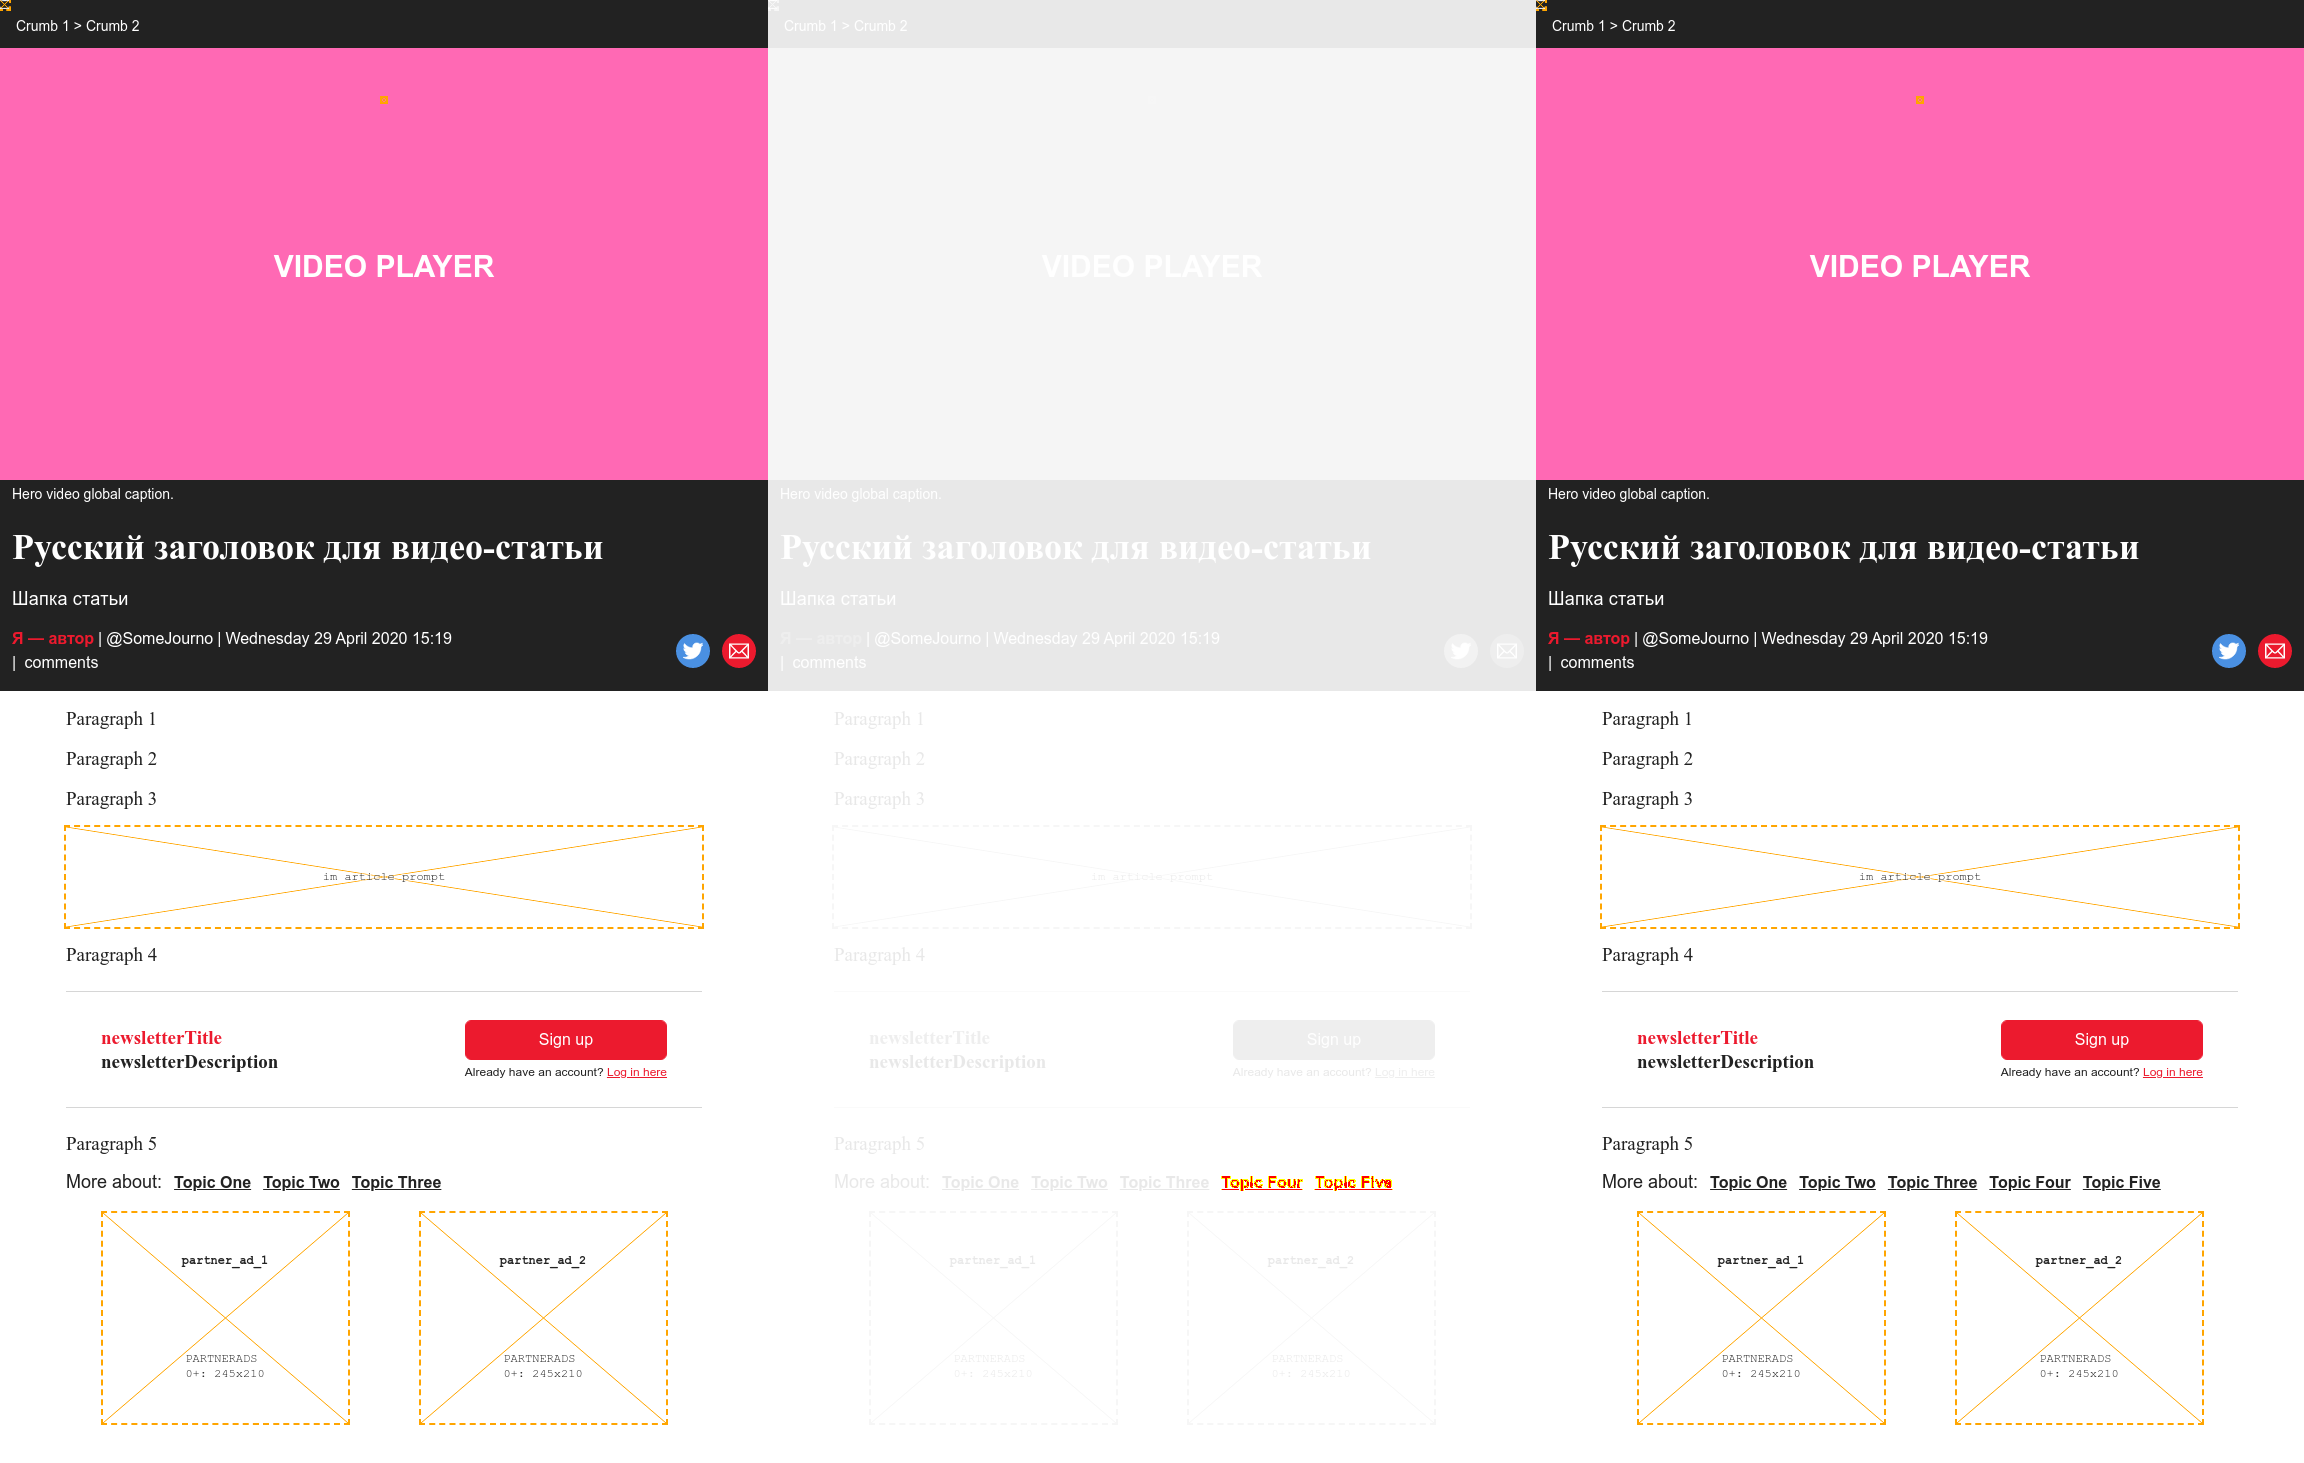 Crumb 1 > Crumb 2
VIDEO PLAYER
Hero video global caption.
Русский заголовок для видео-статьи
Шапка статьи
Я — автор | @SomeJourno | Wednesday 29 April 2020 15:19
| comments
Paragraph 1
Paragraph 2
Paragraph 3
im article prompt
Paragraph 4
newsletterTitle
newsletterDescription
Sign up
Already have an account? Log in here
Paragraph 5
More about: Topic One Topic Two Topic Three
partner_ad_1
PARTNERADS
0+: 245x210
partner_ad_2
PARTNERADS
0+: 245x210
Crumb 1 > Crumb 2
VIDEO PLAYER
Hero video global caption.
Русский заголовок для видео-статьи
Шапка статьи
Я — автор | @SomeJourno | Wednesday 29 April 2020 15:19
| comments
Paragraph 1
Paragraph 2
Paragraph 3
im article prompt
Paragraph 4
newsletterTitle
newsletterDescription
Sign up
Already have an account? Log in here
Paragraph 5
More about: Topic One Topic Two Topic Three Topic Four Topic Five
partner_ad_1
PARTNERADS
0+: 245x210
partner_ad_2
PARTNERADS
0+: 245x210
Crumb 1 > Crumb 2
VIDEO PLAYER
Hero video global caption.
Русский заголовок для видео-статьи
Шапка статьи
Я — автор | @SomeJourno | Wednesday 29 April 2020 15:19
| comments
Paragraph 1
Paragraph 2
Paragraph 3
im article prompt
Paragraph 4
newsletterTitle
newsletterDescription
Sign up
Already have an account? Log in here
Paragraph 5
More about: Topic One Topic Two Topic Three Topic Four Topic Five
partner_ad_1
PARTNERADS
0+: 245x210
partner_ad_2
PARTNERADS
0+: 245x210